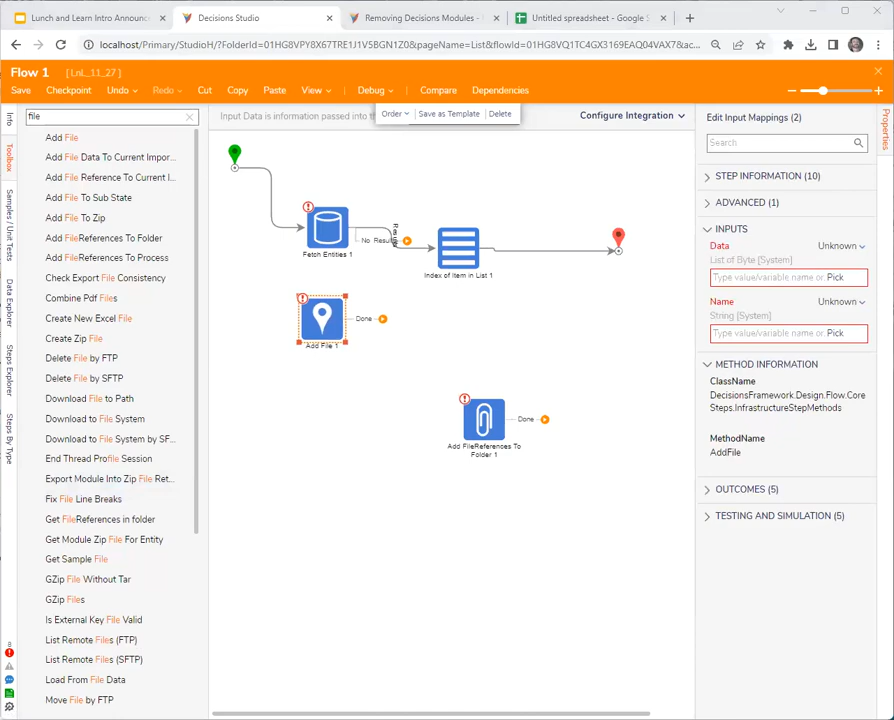 Lunch and Learn Intro Announc
Decisions Studio
Removing Decisions Modules -
Untitled spreadsheet - Google S
localhost/Primary/StudioH/?FolderId=01HG8VPY8X67TRE1J1V5BGN1Z0&pageName=List&flowId=01HG8VQ1TC4GX3169EAQ04VAX7&ac...
Flow 1 [LnL_11_27]
Save
Checkpoint
Undo
Redo
Cut
Copy
Paste
View
Debug
Compare
Dependencies
file
Input Data is information passed into th
Order
Save as Template
Delete
Configure Integration
Info
Toolbox
Samples / Unit Tests
Data Explorer
Steps Explorer
Steps By Type
Add File
Add File Data To Current Impor...
Add File Reference To Current I...
Add File To Sub State
Add File To Zip
Add FileReferences To Folder
Add FileReferences To Process
Check Export File Consistency
Combine Pdf Files
Create New Excel File
Create Zip File
Delete File by FTP
Delete File by SFTP
Download File to Path
Download to File System
Download to File System by SF...
End Thread Profile Session
Export Module Into Zip File Ret...
Fix File Line Breaks
Get FileReferences in folder
Get Module Zip File For Entity
Get Sample File
GZip File Without Tar
GZip Files
Is External Key File Valid
List Remote Files (FTP)
List Remote Files (SFTP)
Load From File Data
Move File by FTP
Fetch Entities 1
No Results
Result
Index of Item in List 1
Add File 1
Done
Add FileReferences To
Folder 1
Done
Edit Input Mappings (2)
Search
STEP INFORMATION (10)
ADVANCED (1)
INPUTS
Data
Unknown
List of Byte [System]
Type value/variable name or. Pick
Name
Unknown
String [System]
Type value/variable name or. Pick
METHOD INFORMATION
ClassName
DecisionsFramework.Design.Flow.Core
Steps.InfrastructureStepMethods
MethodName
AddFile
OUTCOMES (5)
TESTING AND SIMULATION (5)
Properties